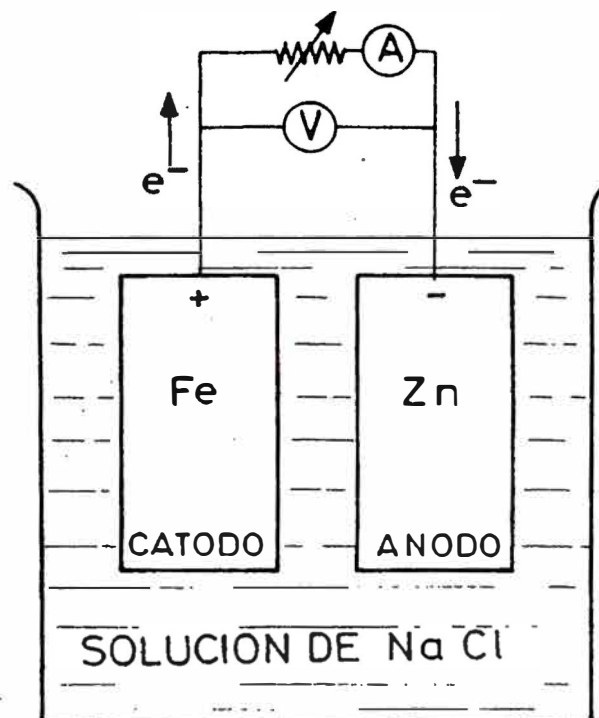 A
V
e⁻
e⁻
+ -
Fe Zn
CATODO ANODO
SOLUCION DE Na Cl